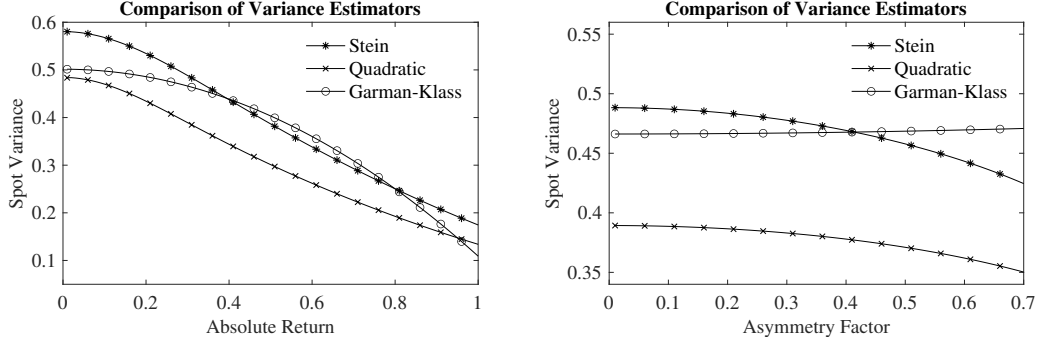 Comparison of Variance Estimators
0.6
0.5
0.4
0.3
0.2
0.1
Spot Variance
Stein
Quadratic
Garman-Klass
0
0.2
0.4
0.6
0.8
1
Absolute Return
Comparison of Variance Estimators
0.55
0.5
0.45
0.4
0.35
Spot Variance
Stein
Quadratic
Garman-Klass
0
0.1
0.2
0.3
0.4
0.5
0.6
0.7
Asymmetry Factor